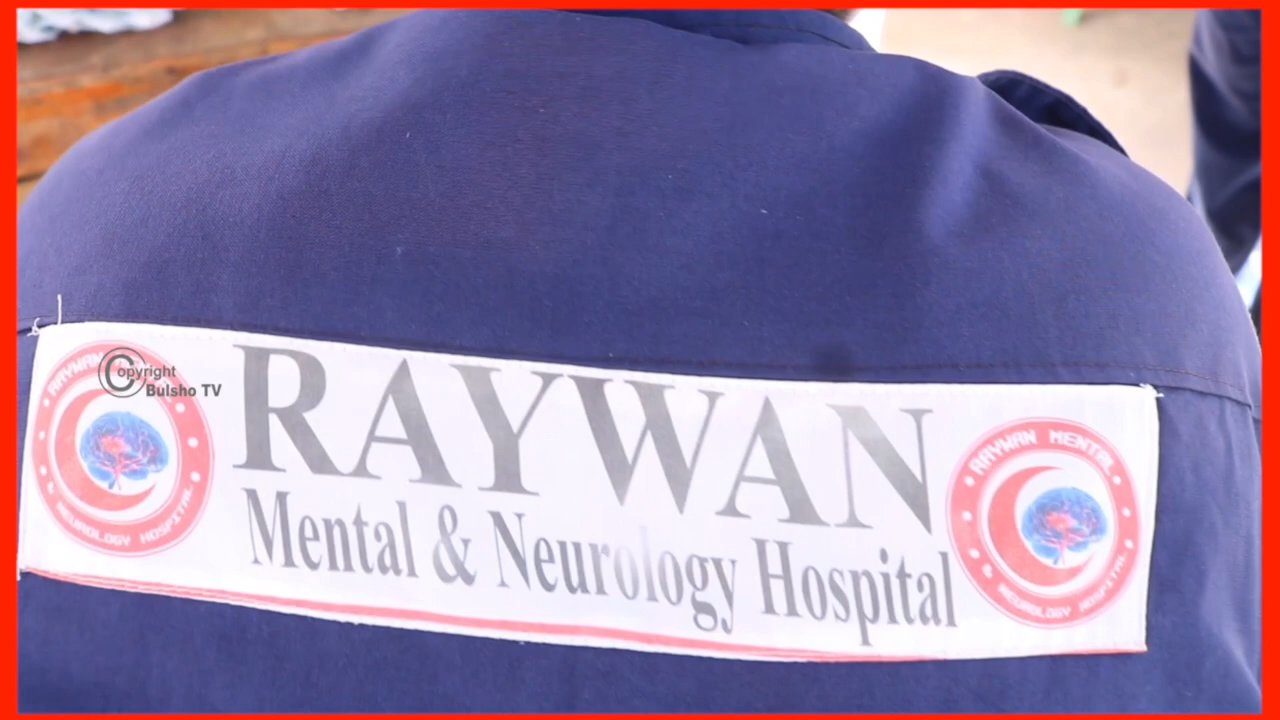 Copyright
Bulsho TV
RAYWAN
Mental & Neurology Hospital
RAYWAN
& NEUROLOGY HOSPITAL
RAYWAN MENTAL
& NEUROLOGY HOSPITAL